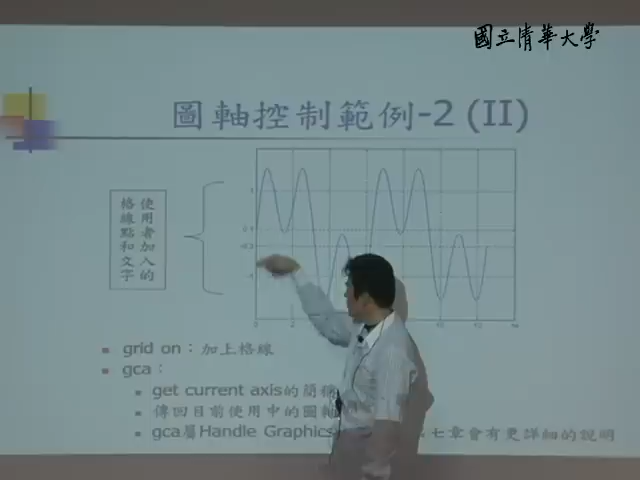 國立清華大學
圖軸控制範例-2 (II)
使用者加入的
格線點和文字
grid on：加上格線
gca：
get current axis的簡稱
傳回目前使用中的圖軸
gca屬Handle Graphics
七章會有更詳細的說明